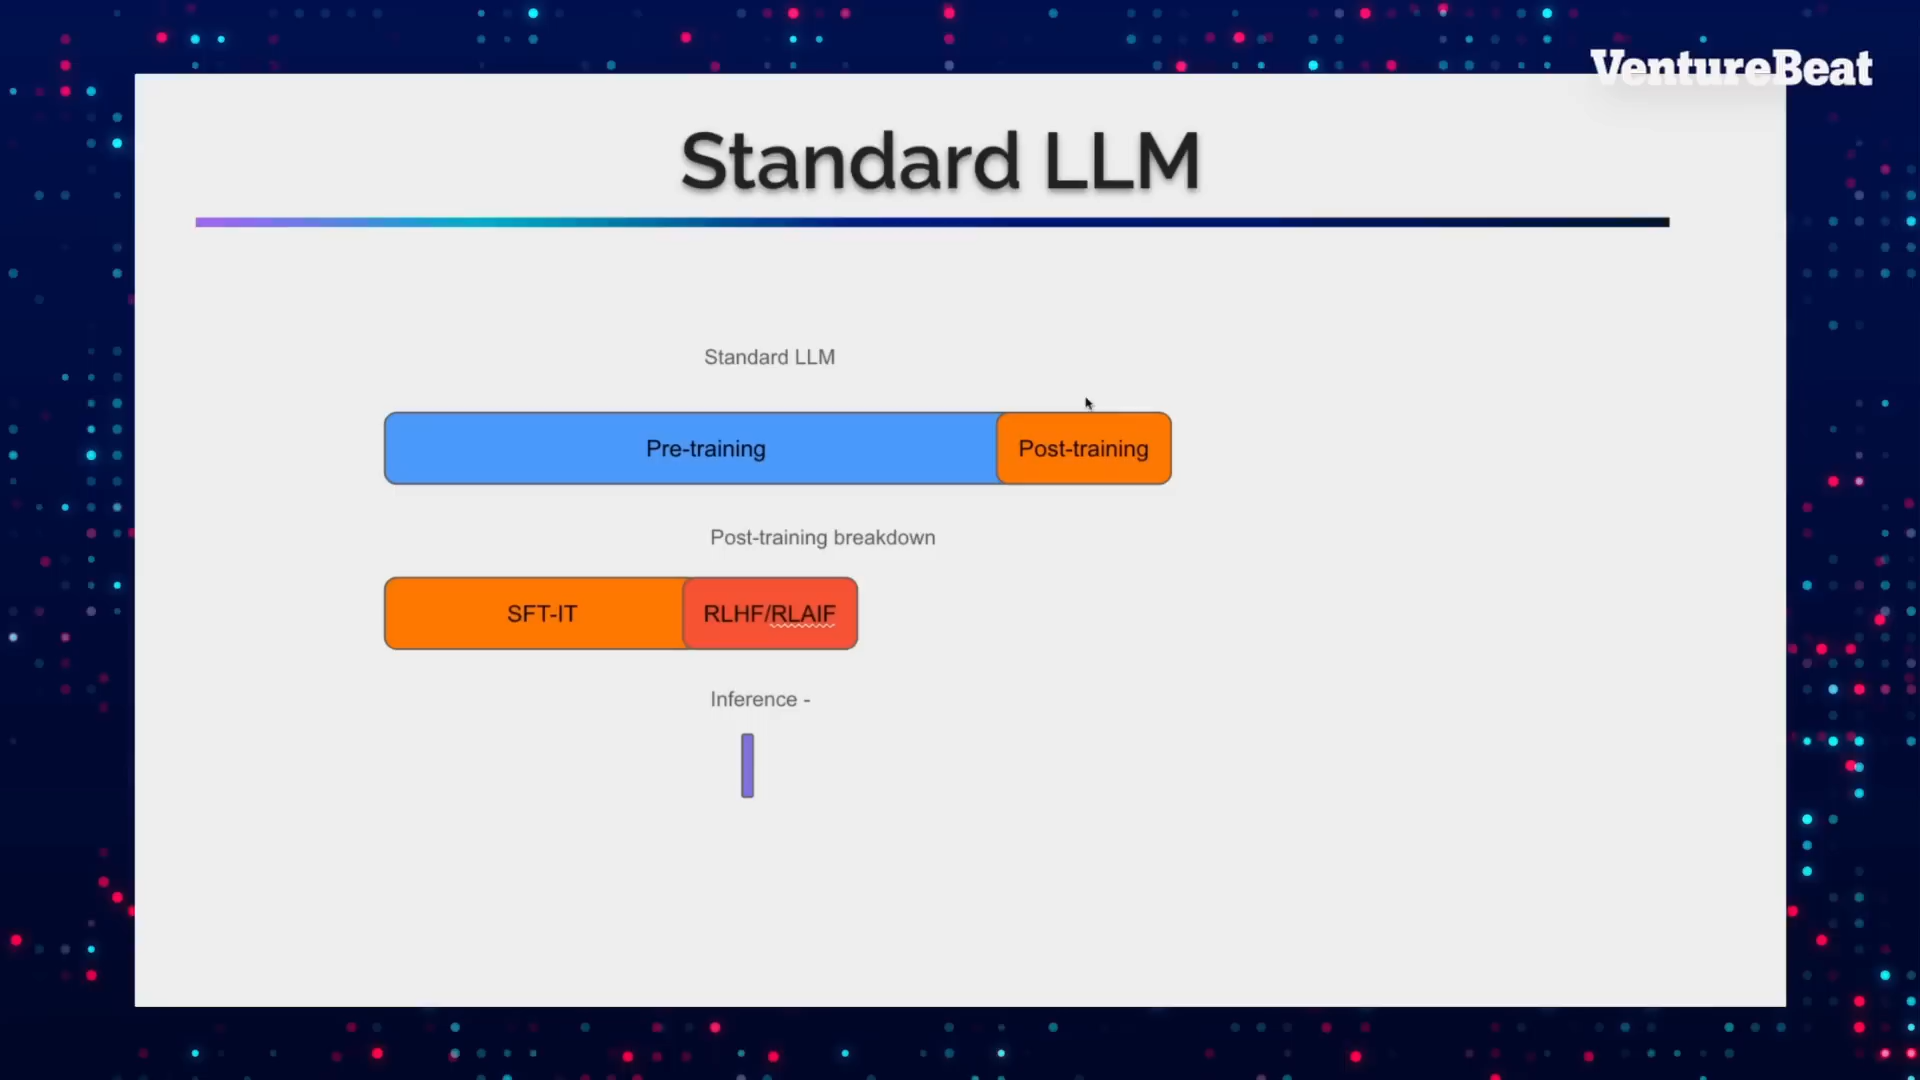 VentureBeat
Standard LLM
Standard LLM
Pre-training
Post-training
Post-training breakdown
SFT-IT
RLHF/RLAIF
Inference -